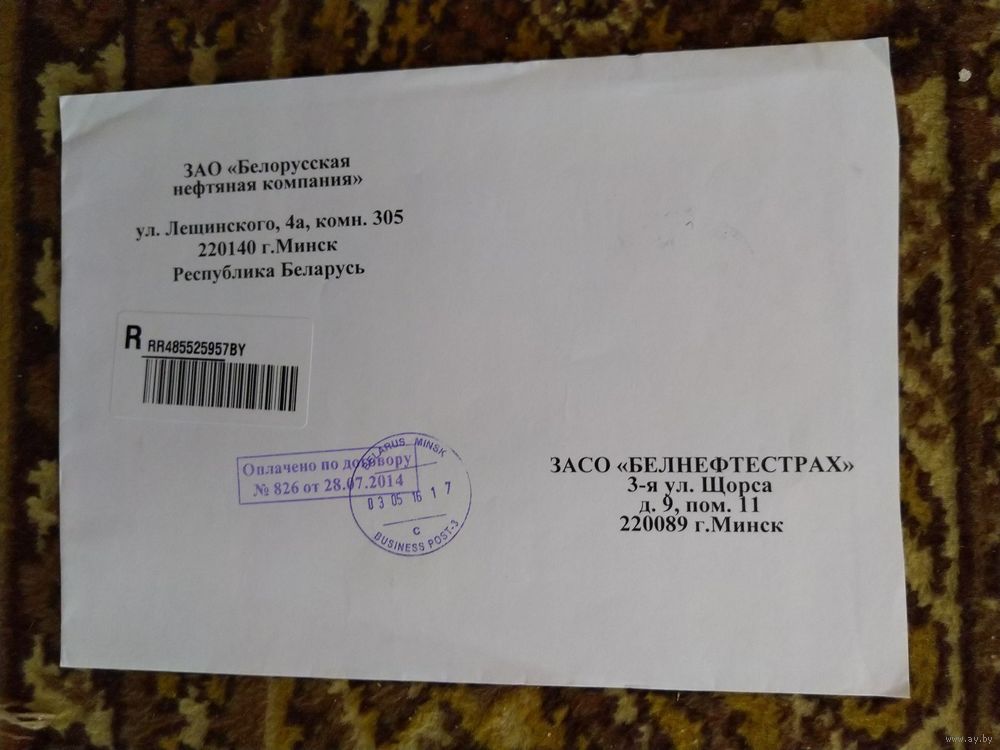 ЗАО «Белорусская
нефтяная компания»
ул. Лещинского, 4а, комн. 305
220140 г.Минск
Республика Беларусь
R RR485525957BY
Оплачено по договору
№ 826 от 28.07.2014
BELARUS MINSK
03 05 16 17
С
BUSINESS POST-3
ЗАСО «БЕЛНЕФТЕСТРАХ»
3-я ул. Щорса
д. 9, пом. 11
220089 г.Минск
www.ay.by